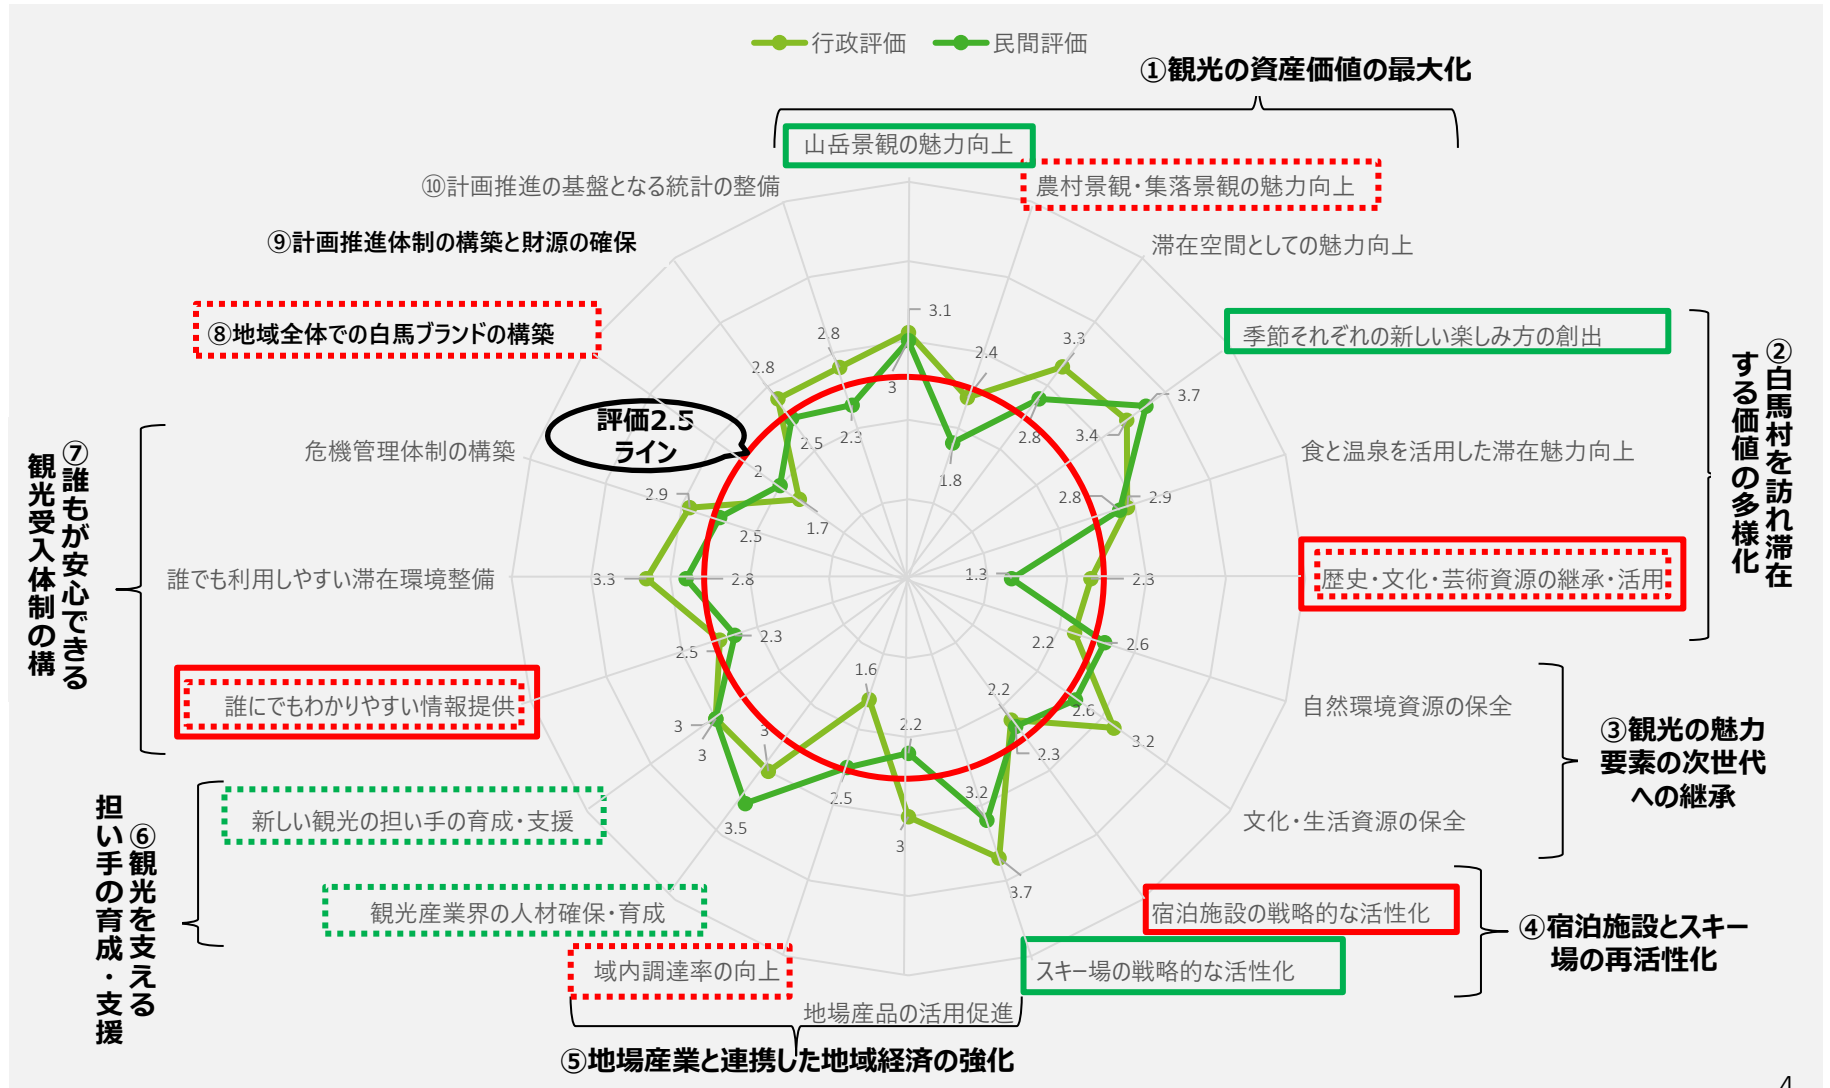 行政評価
民間評価
①観光の資産価値の最大化
山岳景観の魅力向上
農村景観・集落景観の魅力向上
滞在空間としての魅力向上
②白馬村を訪れ滞在
する価値の多様化
季節それぞれの新しい楽しみ方の創出
食と温泉を活用した滞在魅力向上
歴史・文化・芸術資源の継承・活用
③観光の魅力
要素の次世代
への継承
自然環境資源の保全
文化・生活資源の保全
④宿泊施設とスキー
場の再活性化
宿泊施設の戦略的な活性化
スキー場の戦略的な活性化
⑤地場産業と連携した地域経済の強化
地場産品の活用促進
域内調達率の向上
⑥観光を支える
担い手の育成・支援
観光産業界の人材確保・育成
新しい観光の担い手の育成・支援
⑦誰もが安心できる
観光受入体制の構
誰にでもわかりやすい情報提供
誰でも利用しやすい滞在環境整備
危機管理体制の構築
⑧地域全体での白馬ブランドの構築
⑨計画推進体制の構築と財源の確保
⑩計画推進の基盤となる統計の整備
評価2.5
ライン
3.1
2.4
3.3
3.4
2.9
2.3
2.2
3.2
2.2
3.7
3
1.6
3
3
2.5
3.3
2.9
1.7
2.8
2.8
3
1.8
2.8
3.7
2.8
1.3
2.6
2.6
2.3
3.2
2.2
2.5
3.5
3
2.3
2.8
2.5
2
2.5
2.3
4